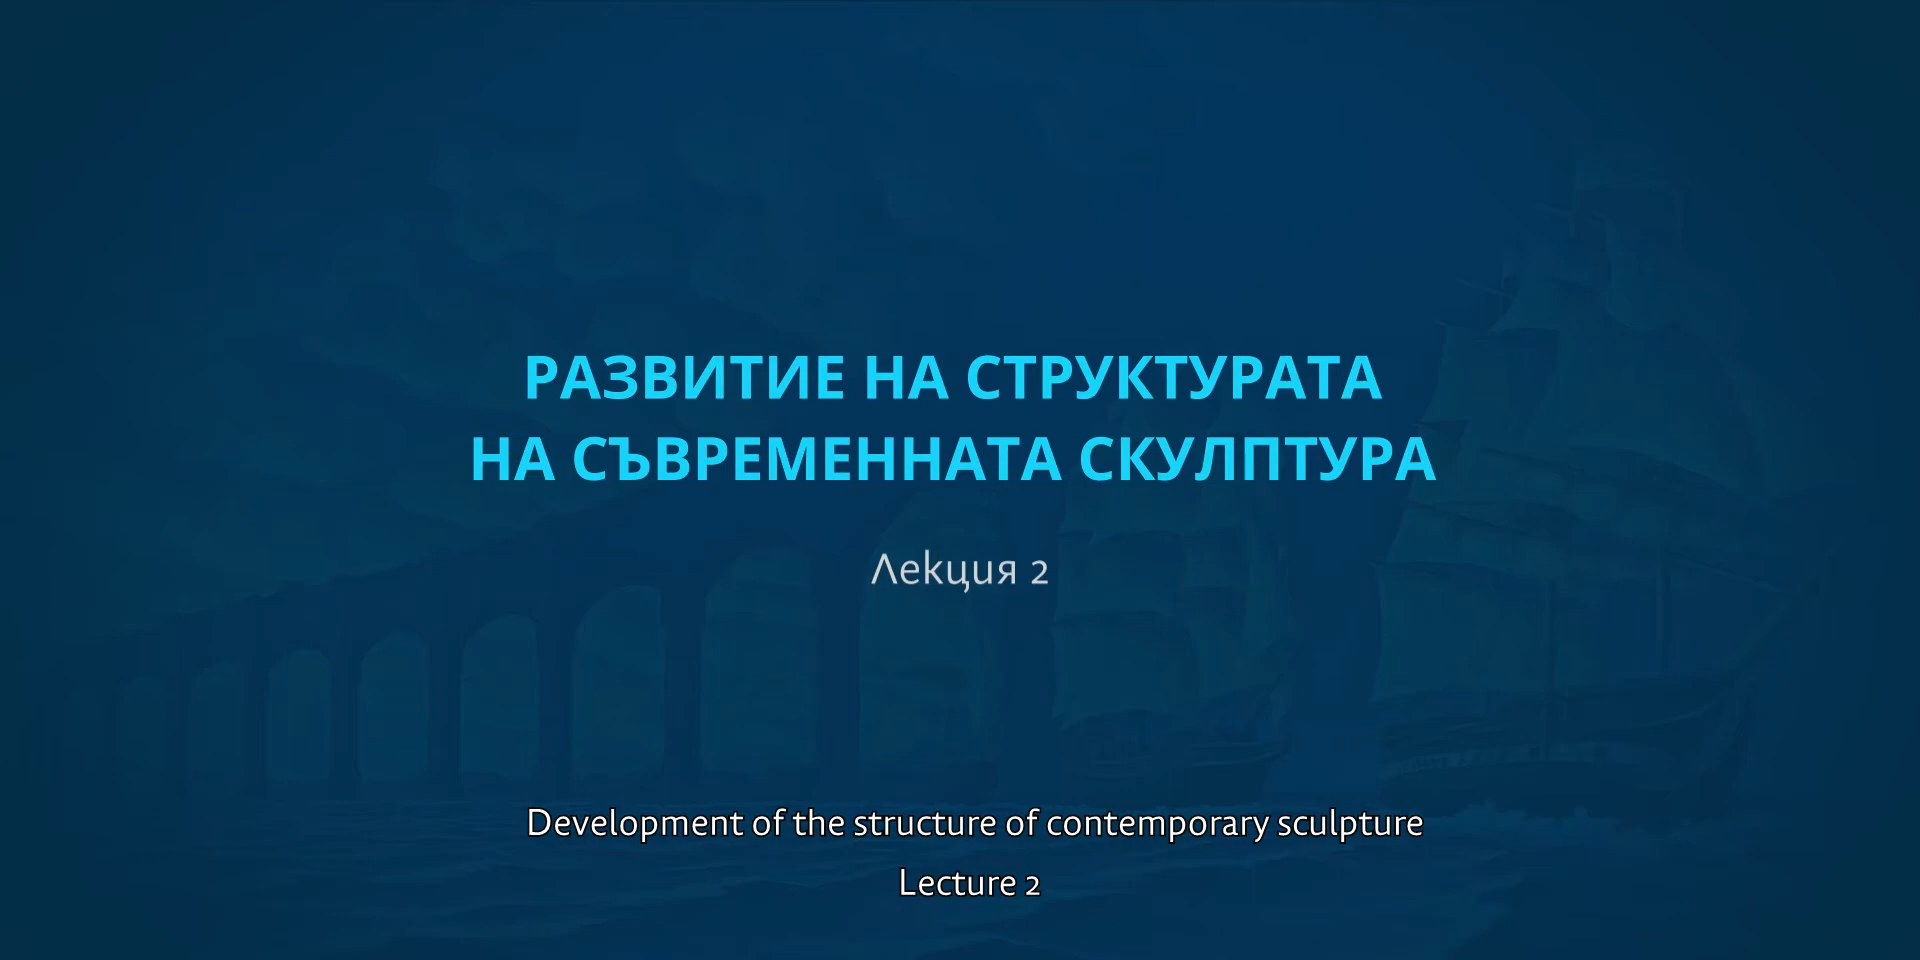 РАЗВИТИЕ НА СТРУКТУРАТА
НА СЪВРЕМЕННАТА СКУЛПТУРА
Лекция 2
Development of the structure of contemporary sculpture
Lecture 2